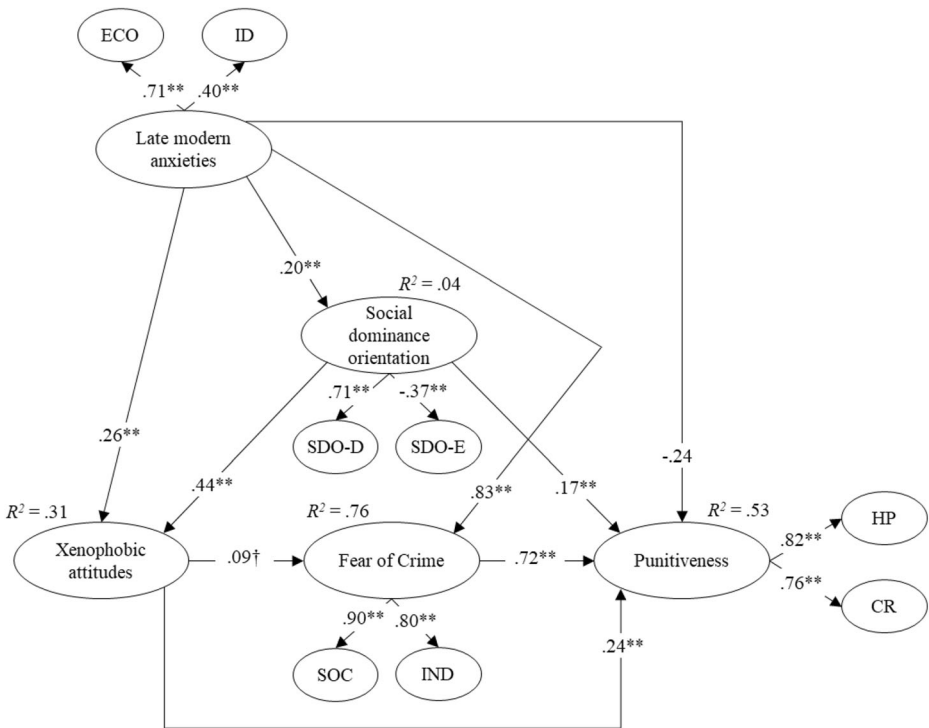 ECO
ID
.71**
.40**
Late modern
anxieties
.20**
R² = .04
Social
dominance
orientation
.71**
-.37**
SDO-D
SDO-E
.26**
.44**
.83**
.17**
-.24
R² = .31
R² = .76
R² = .53
Xenophobic
attitudes
.09†
Fear of Crime
.72**
Punitiveness
.82**
HP
.76**
CR
.90**
.80**
SOC
IND
.24**